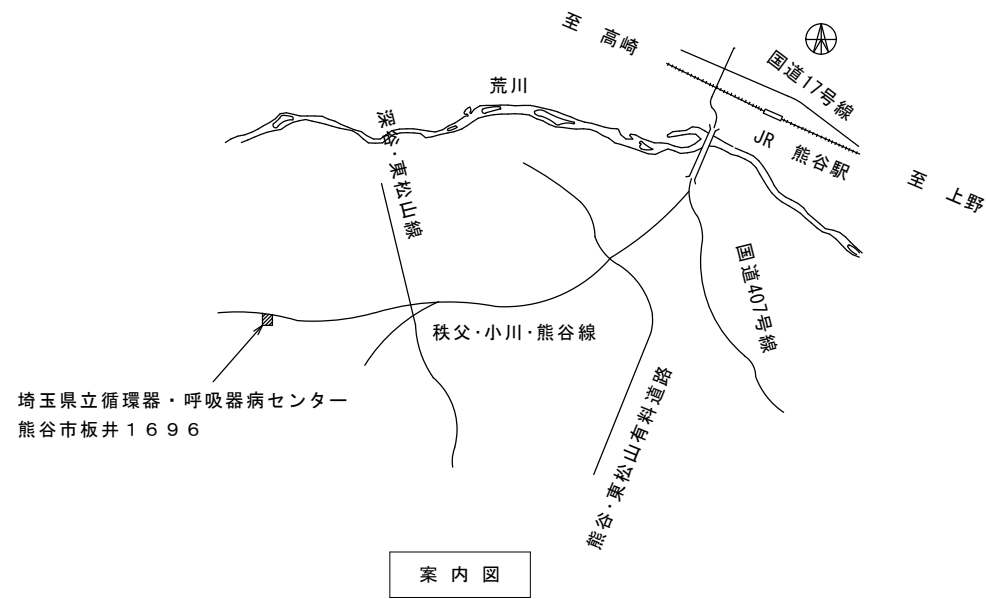 至　高崎
国道17号線
荒川
深谷・東松山線
JR　熊谷駅
至　上野
国道407号線
秩父・小川・熊谷線
熊谷・東松山有料道路
埼玉県立循環器・呼吸器病センター
熊谷市板井１６９６
案 内 図